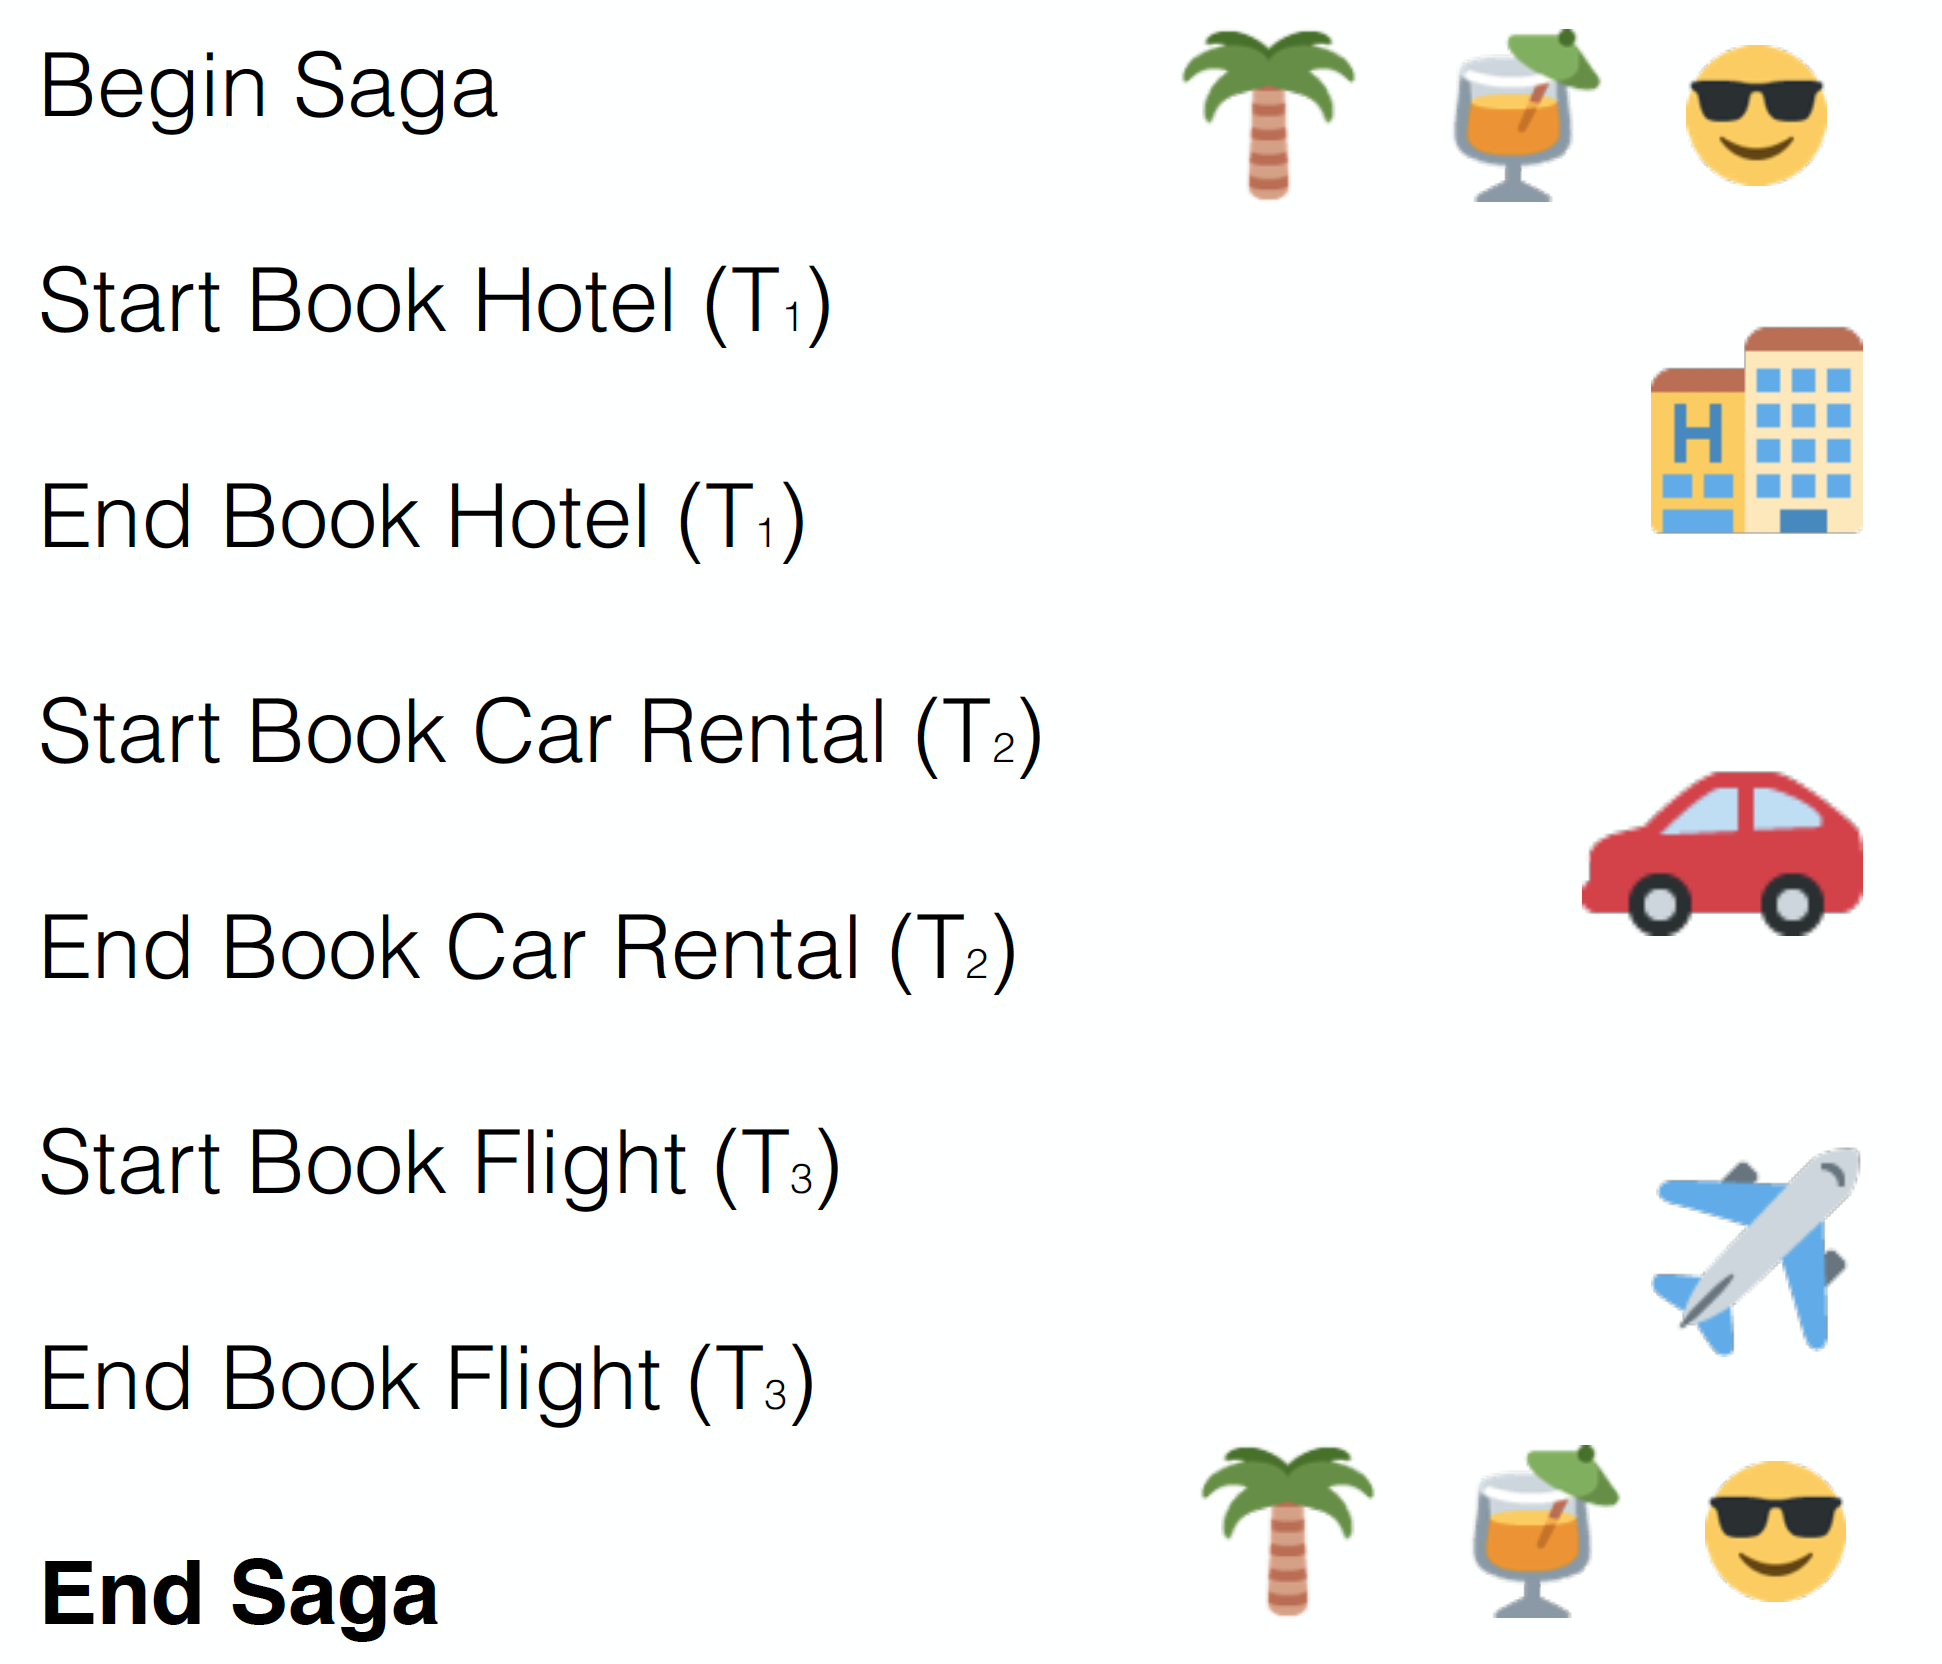 Begin Saga
Start Book Hotel (T₁)
H
End Book Hotel (T₁)
Start Book Car Rental (T₂)
End Book Car Rental (T₂)
Start Book Flight (T₃)
End Book Flight (T₃)
End Saga